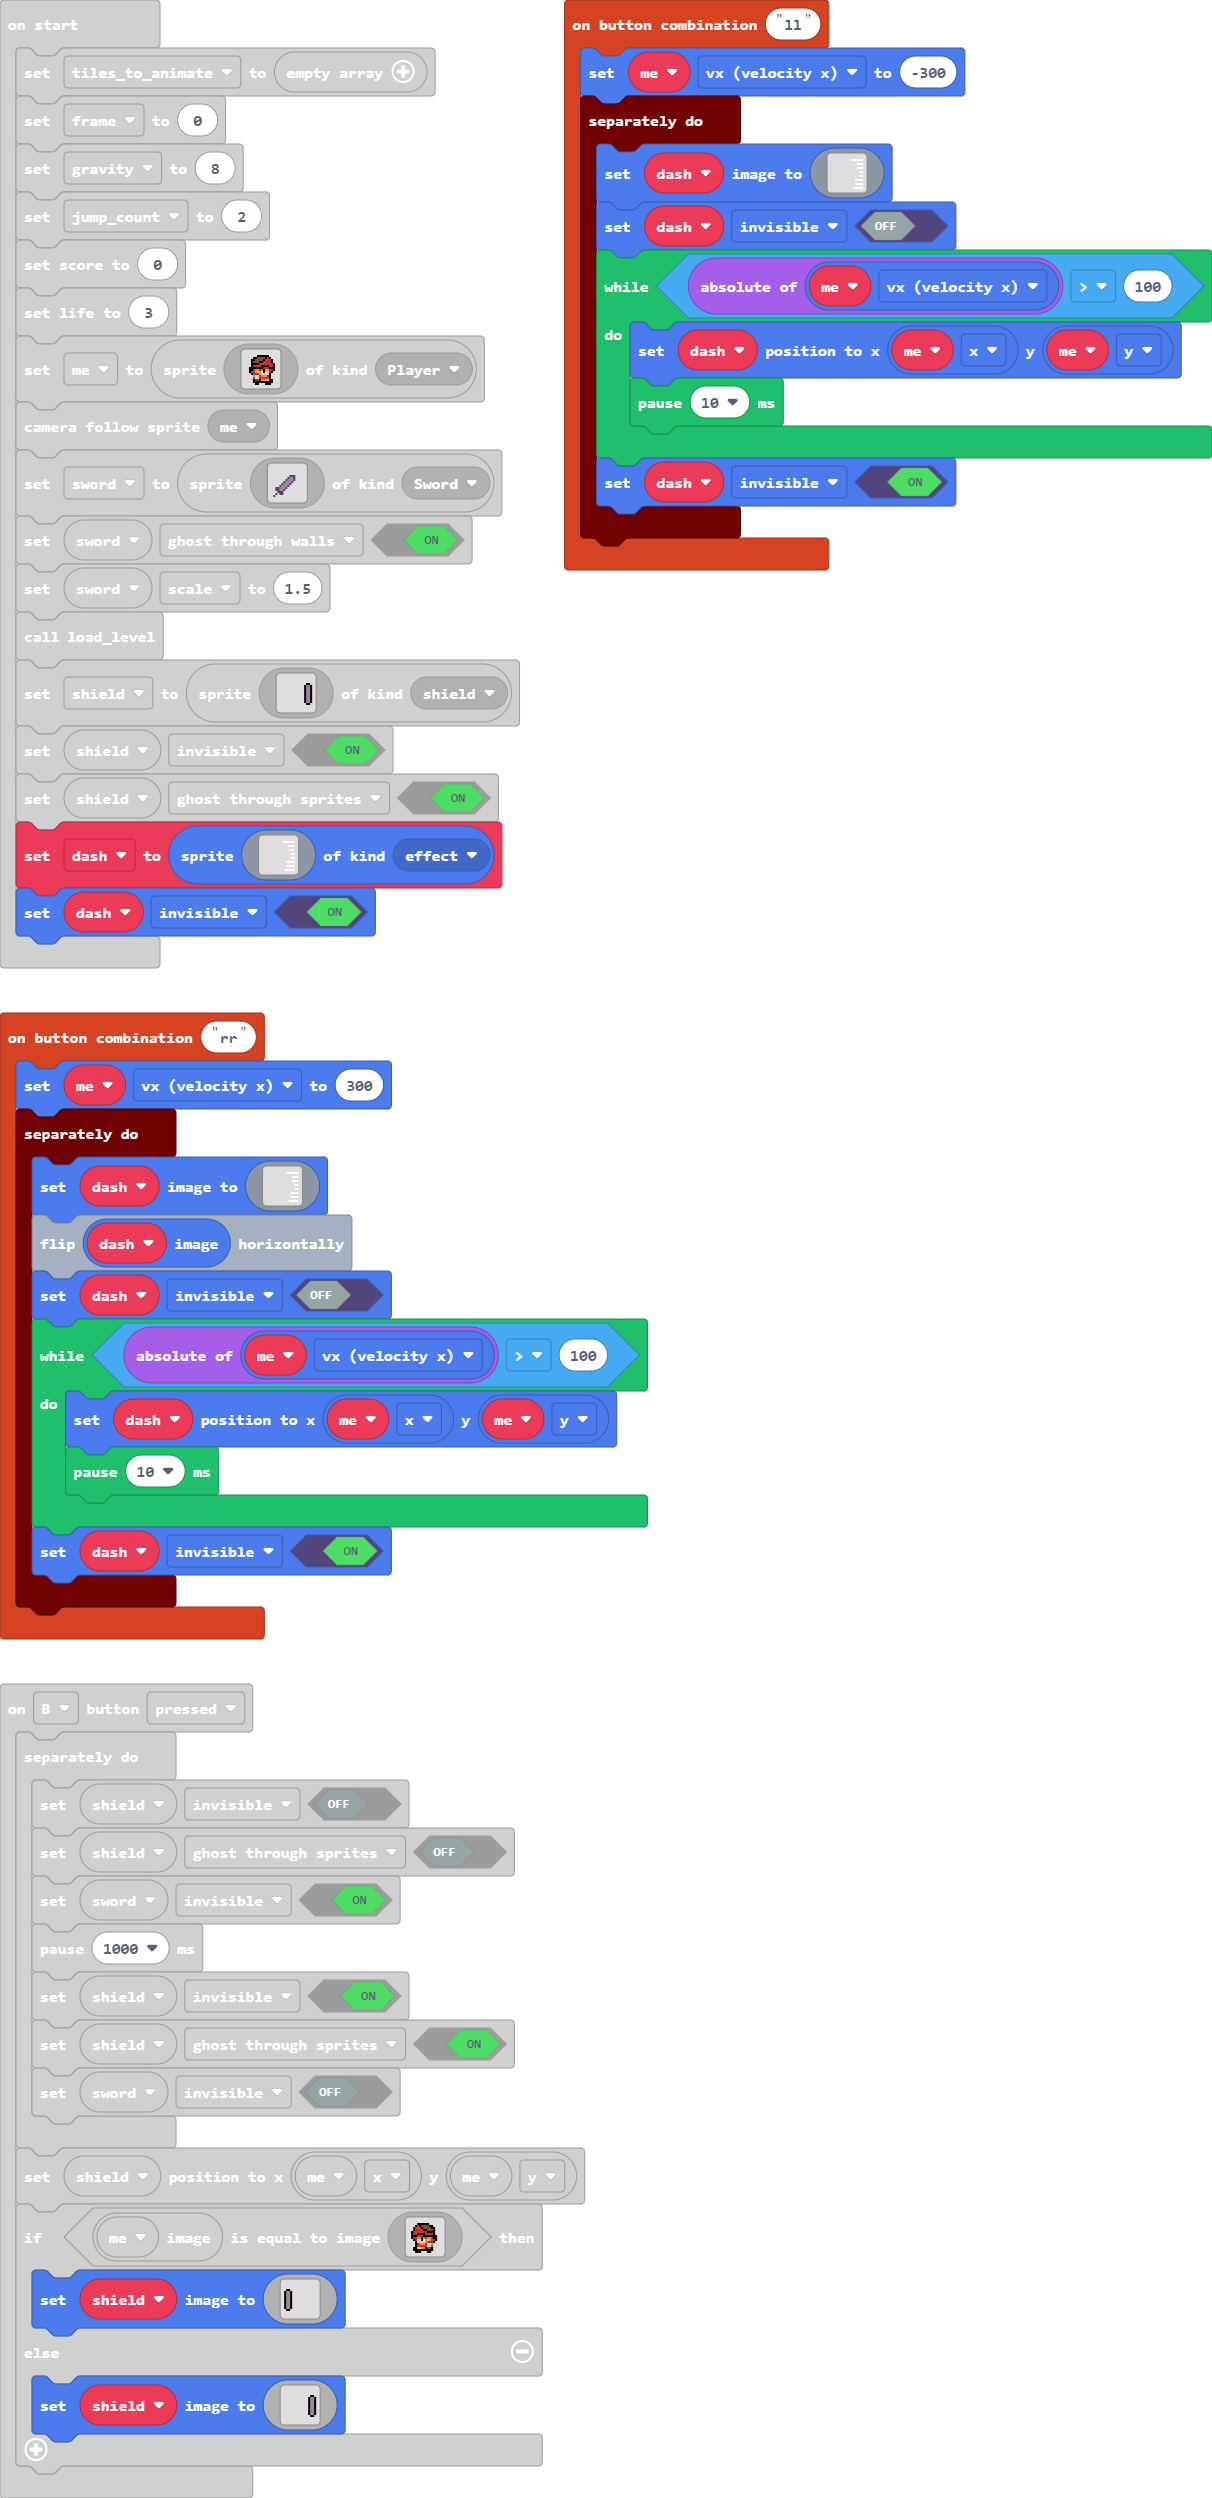 on start
set tiles_to_animate to empty array
set frame to 0
set gravity to 8
set jump_count to 2
set score to 0
set life to 3
set me to sprite of kind Player
camera follow sprite me
set sword to sprite of kind Sword
set sword ghost through walls ON
set sword scale to 1.5
call load_level
set shield to sprite of kind shield
set shield invisible ON
set shield ghost through sprites ON
set dash to sprite of kind effect
set dash invisible ON
on button combination "ll"
set me vx (velocity x) to -300
separately do
set dash image to
set dash invisible OFF
while absolute of me vx (velocity x) > 100
do
set dash position to x me x y me y
pause 10 ms
set dash invisible ON
on button combination "rr"
set me vx (velocity x) to 300
separately do
set dash image to
flip dash image horizontally
set dash invisible OFF
while absolute of me vx (velocity x) > 100
do
set dash position to x me x y me y
pause 10 ms
set dash invisible ON
on B button pressed
separately do
set shield invisible OFF
set shield ghost through sprites OFF
set sword invisible ON
pause 1000 ms
set shield invisible ON
set shield ghost through sprites ON
set sword invisible OFF
set shield position to x me x y me y
if me image is equal to image then
set shield image to
else
set shield image to